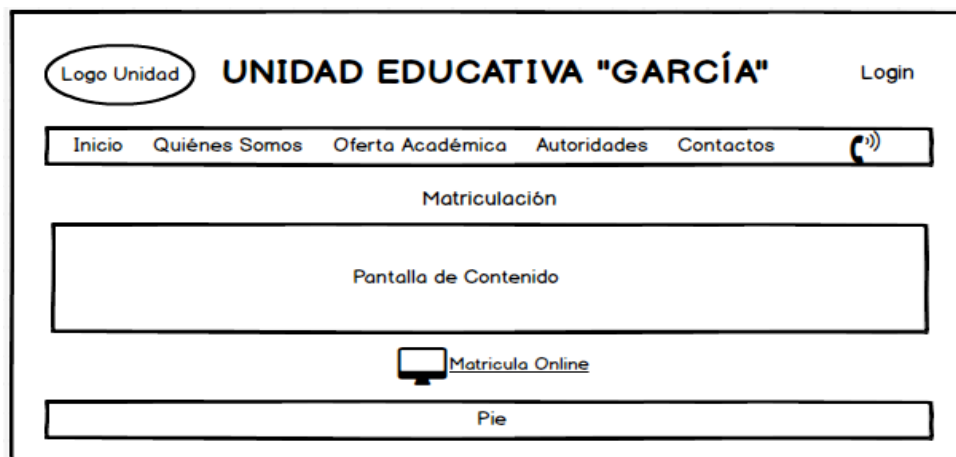 Logo Unidad
UNIDAD EDUCATIVA "GARCÍA"
Login
Inicio Quiénes Somos Oferta Académica Autoridades Contactos
Matriculación
Pantalla de Contenido
Matricula Online
Pie